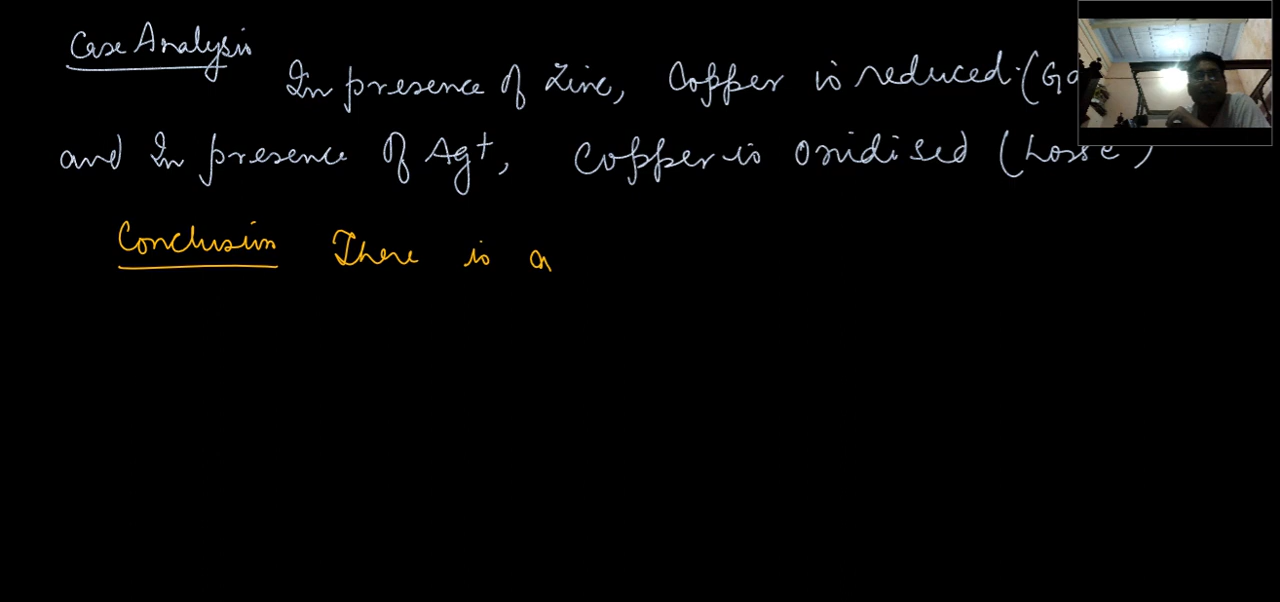 Case Analysis
In presence of Zinc, Copper is reduced. (Ga
and In presence of Ag+, Copper is Oxidised (Losse)
Conclusion There is a